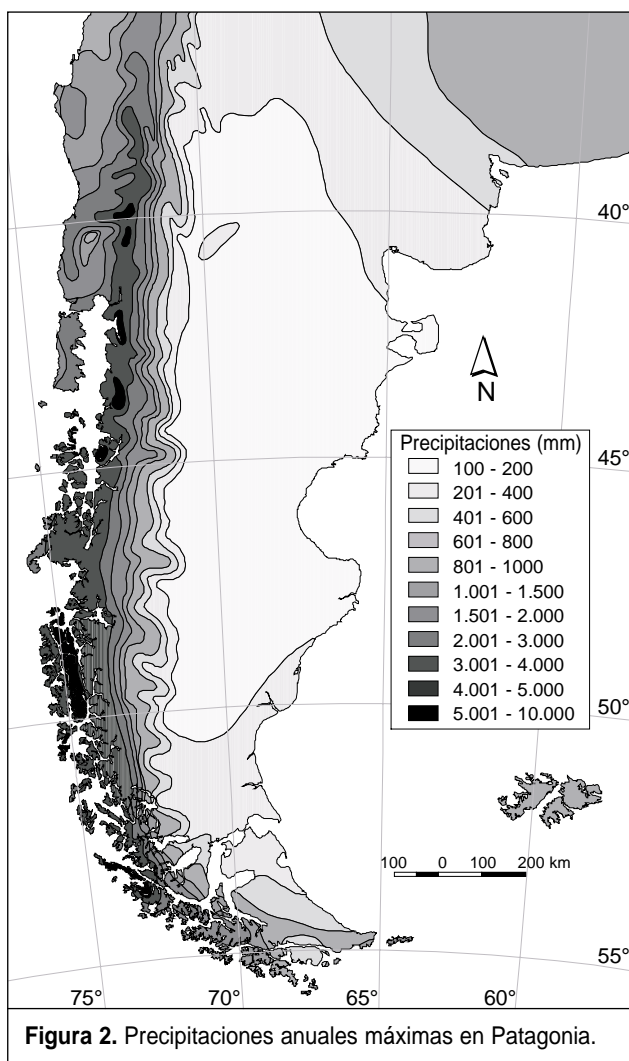 40°
N
Precipitaciones (mm)
100 - 200
201 - 400
401 - 600
601 - 800
801 - 1000
1.001 - 1.500
1.501 - 2.000
2.001 - 3.000
3.001 - 4.000
4.001 - 5.000
5.001 - 10.000
45°
50°
100 0 100 200 km
55°
75° 70° 65° 60°
Figura 2. Precipitaciones anuales máximas en Patagonia.